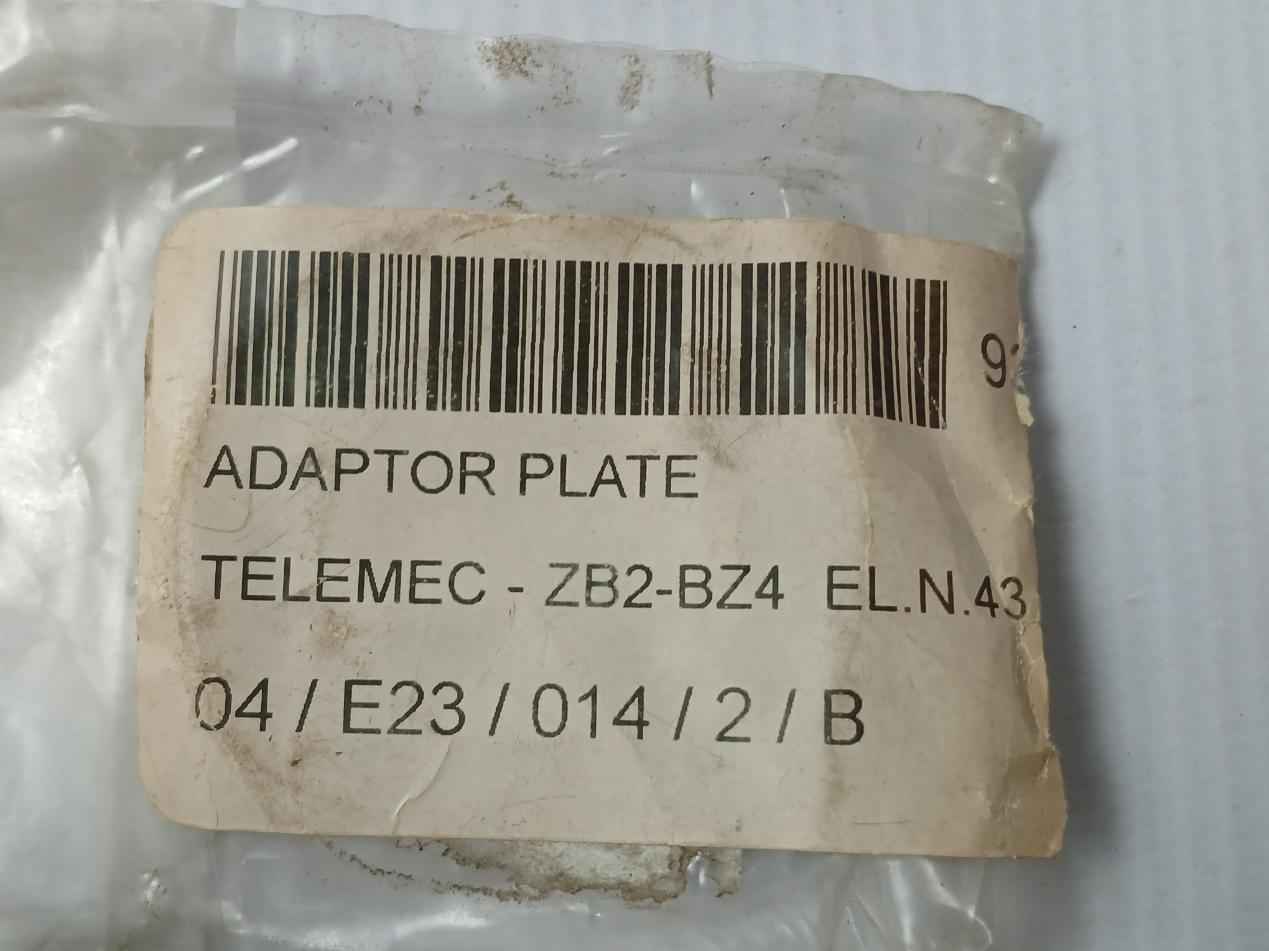 ADAPTOR PLATE
TELEMEC - ZB2-BZ4 EL.N.43
04 / E23 / 014 / 2 / B